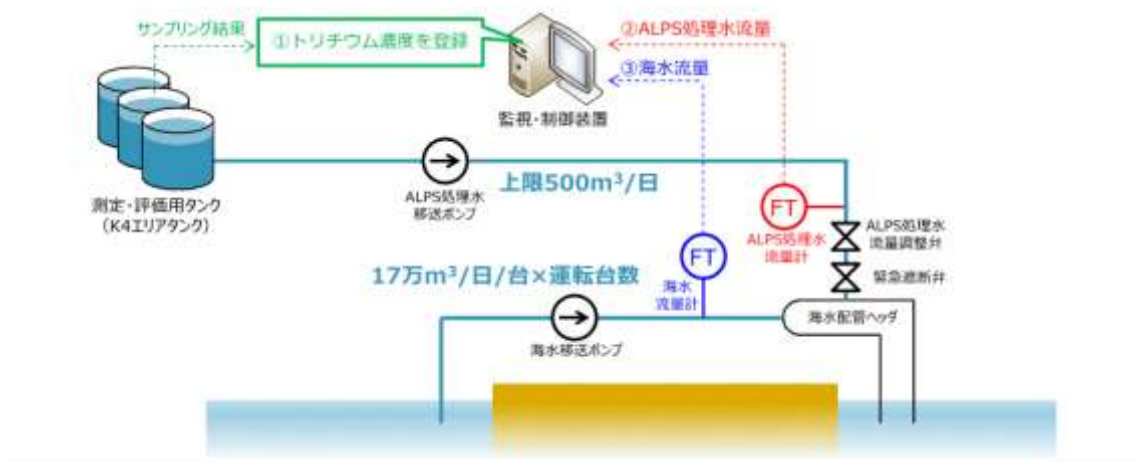 サンプリング結果
①トリチウム濃度を登録
②ALPS処理水流量
③海水流量
監視・制御装置
上限500m³/日
ALPS処理水
移送ポンプ
測定・評価用タンク
(K4エリアタンク)
FT
ALPS処理水
流量計
ALPS処理水
流量調整弁
FT
海水
流量計
緊急遮断弁
17万m³/日/台×運転台数
海水配管ヘッダ
海水移送ポンプ